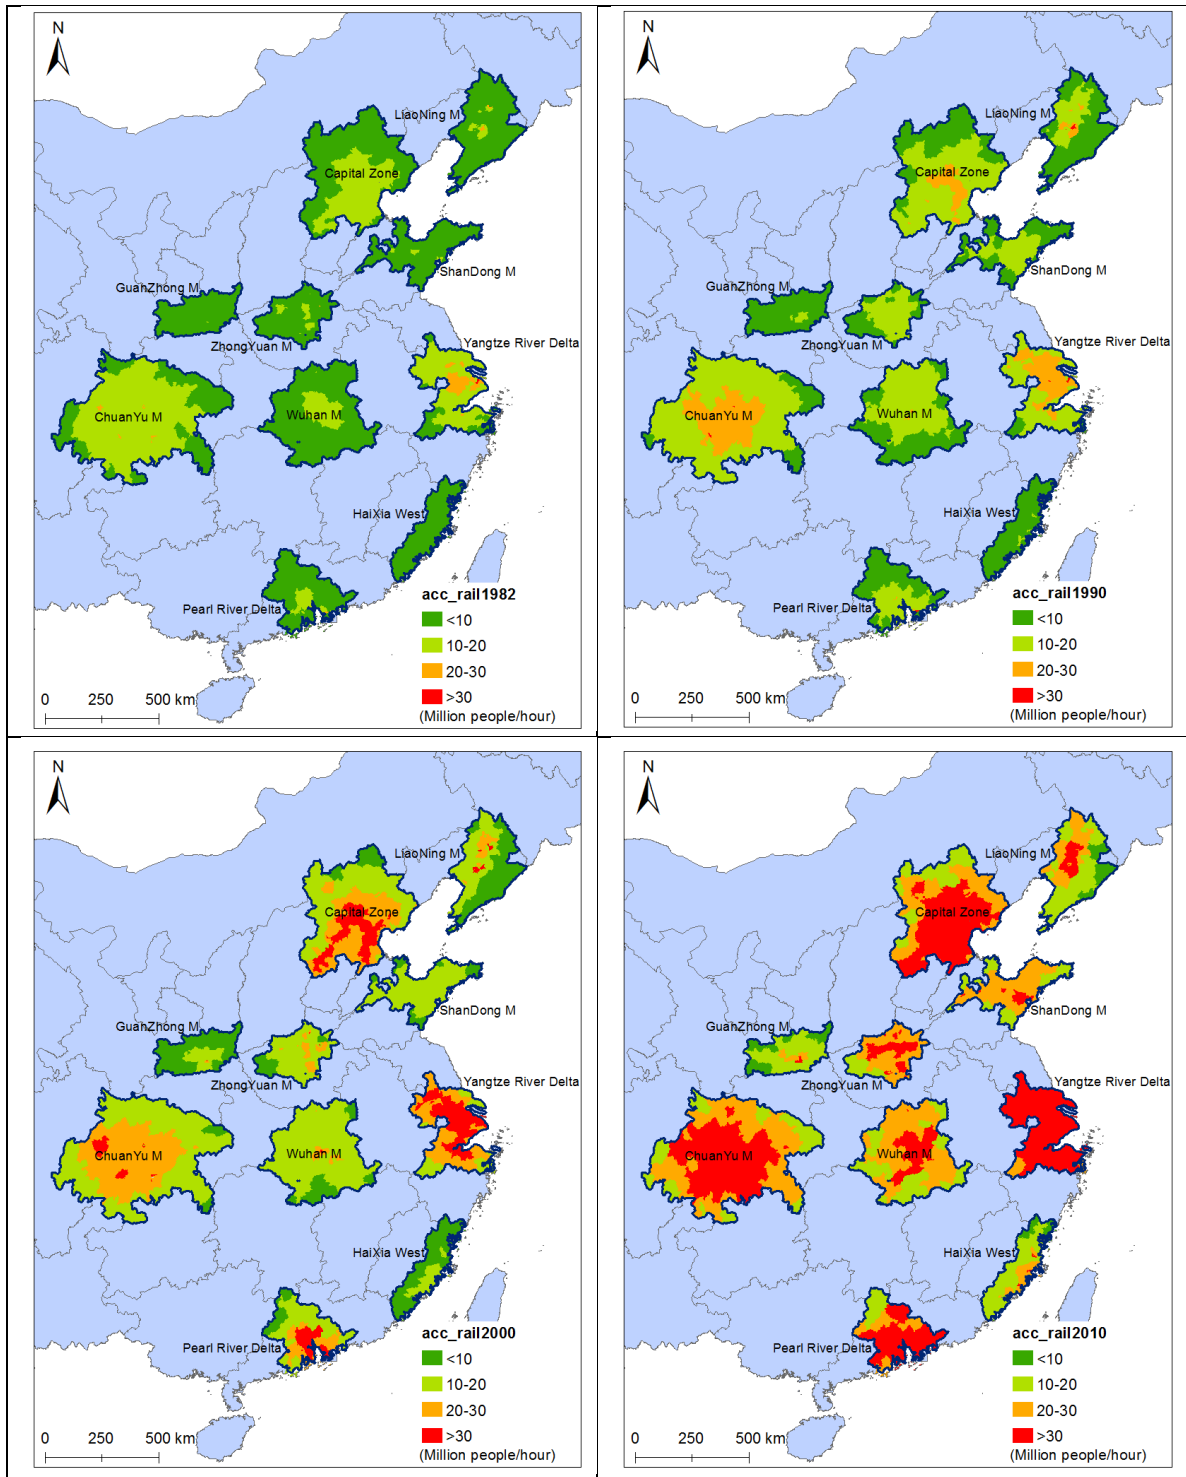 N
LiaoNing M
Capital Zone
ShanDong M
GuanZhong M
ZhongYuan M
Yangtze River Delta
ChuanYu M
Wuhan M
HaiXia West
Pearl River Delta
acc_rail1982
<10
10-20
20-30
>30
(Million people/hour)
0 250 500 km
N
LiaoNing M
Capital Zone
ShanDong M
GuanZhong M
ZhongYuan M
Yangtze River Delta
ChuanYu M
Wuhan M
HaiXia West
Pearl River Delta
acc_rail1990
<10
10-20
20-30
>30
(Million people/hour)
0 250 500 km
N
LiaoNing M
Capital Zone
ShanDong M
GuanZhong M
ZhongYuan M
Yangtze River Delta
ChuanYu M
Wuhan M
HaiXia West
Pearl River Delta
acc_rail2000
<10
10-20
20-30
>30
(Million people/hour)
0 250 500 km
N
LiaoNing M
Capital Zone
ShanDong M
GuanZhong M
ZhongYuan M
Yangtze River Delta
ChuanYu M
Wuhan M
HaiXia West
Pearl River Delta
acc_rail2010
<10
10-20
20-30
>30
(Million people/hour)
0 250 500 km